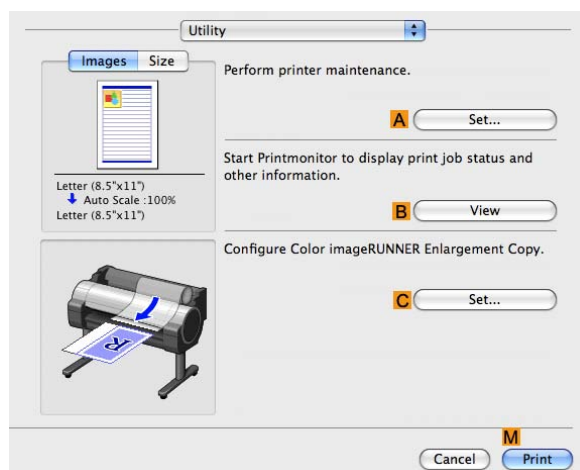 Utility
Images Size
Perform printer maintenance.
A Set...
Start Printmonitor to display print job status and
other information.
Letter (8.5"x11")
Auto Scale :100%
Letter (8.5"x11")
B View
Configure Color imageRUNNER Enlargement Copy.
C Set...
R
M
Cancel Print